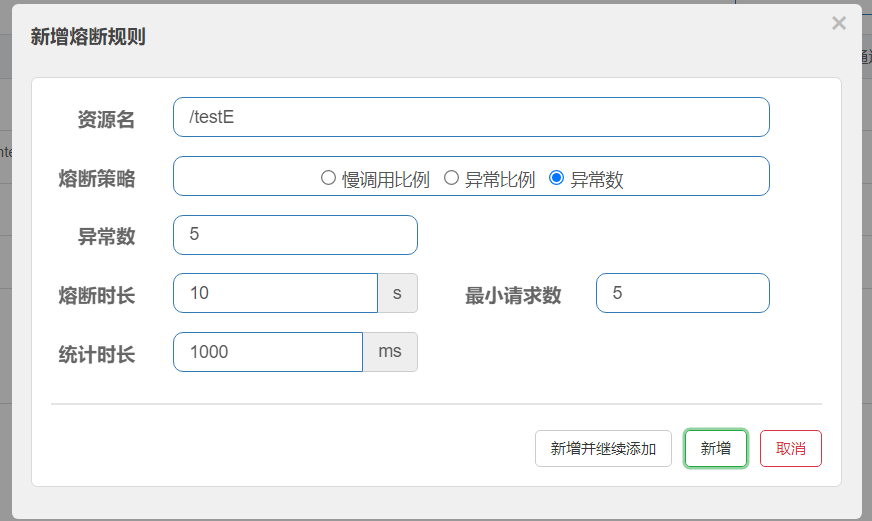 新增熔断规则
资源名 /testE
熔断策略 慢调用比例 异常比例 异常数
异常数 5
熔断时长 10 s 最小请求数 5
统计时长 1000 ms
新增并继续添加 新增 取消